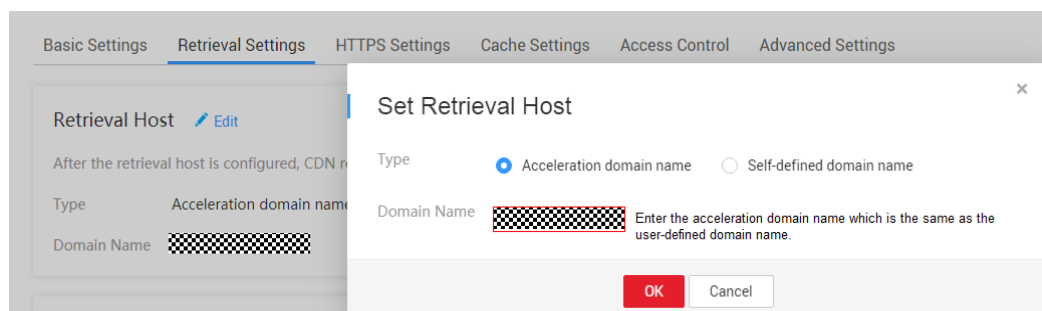 Basic Settings Retrieval Settings HTTPS Settings Cache Settings Access Control Advanced Settings
Retrieval Host Edit
After the retrieval host is configured, CDN
Type Acceleration domain name
Domain Name
Set Retrieval Host
×
Type Acceleration domain name Self-defined domain name
Domain Name Enter the acceleration domain name which is the same as the
user-defined domain name.
OK Cancel